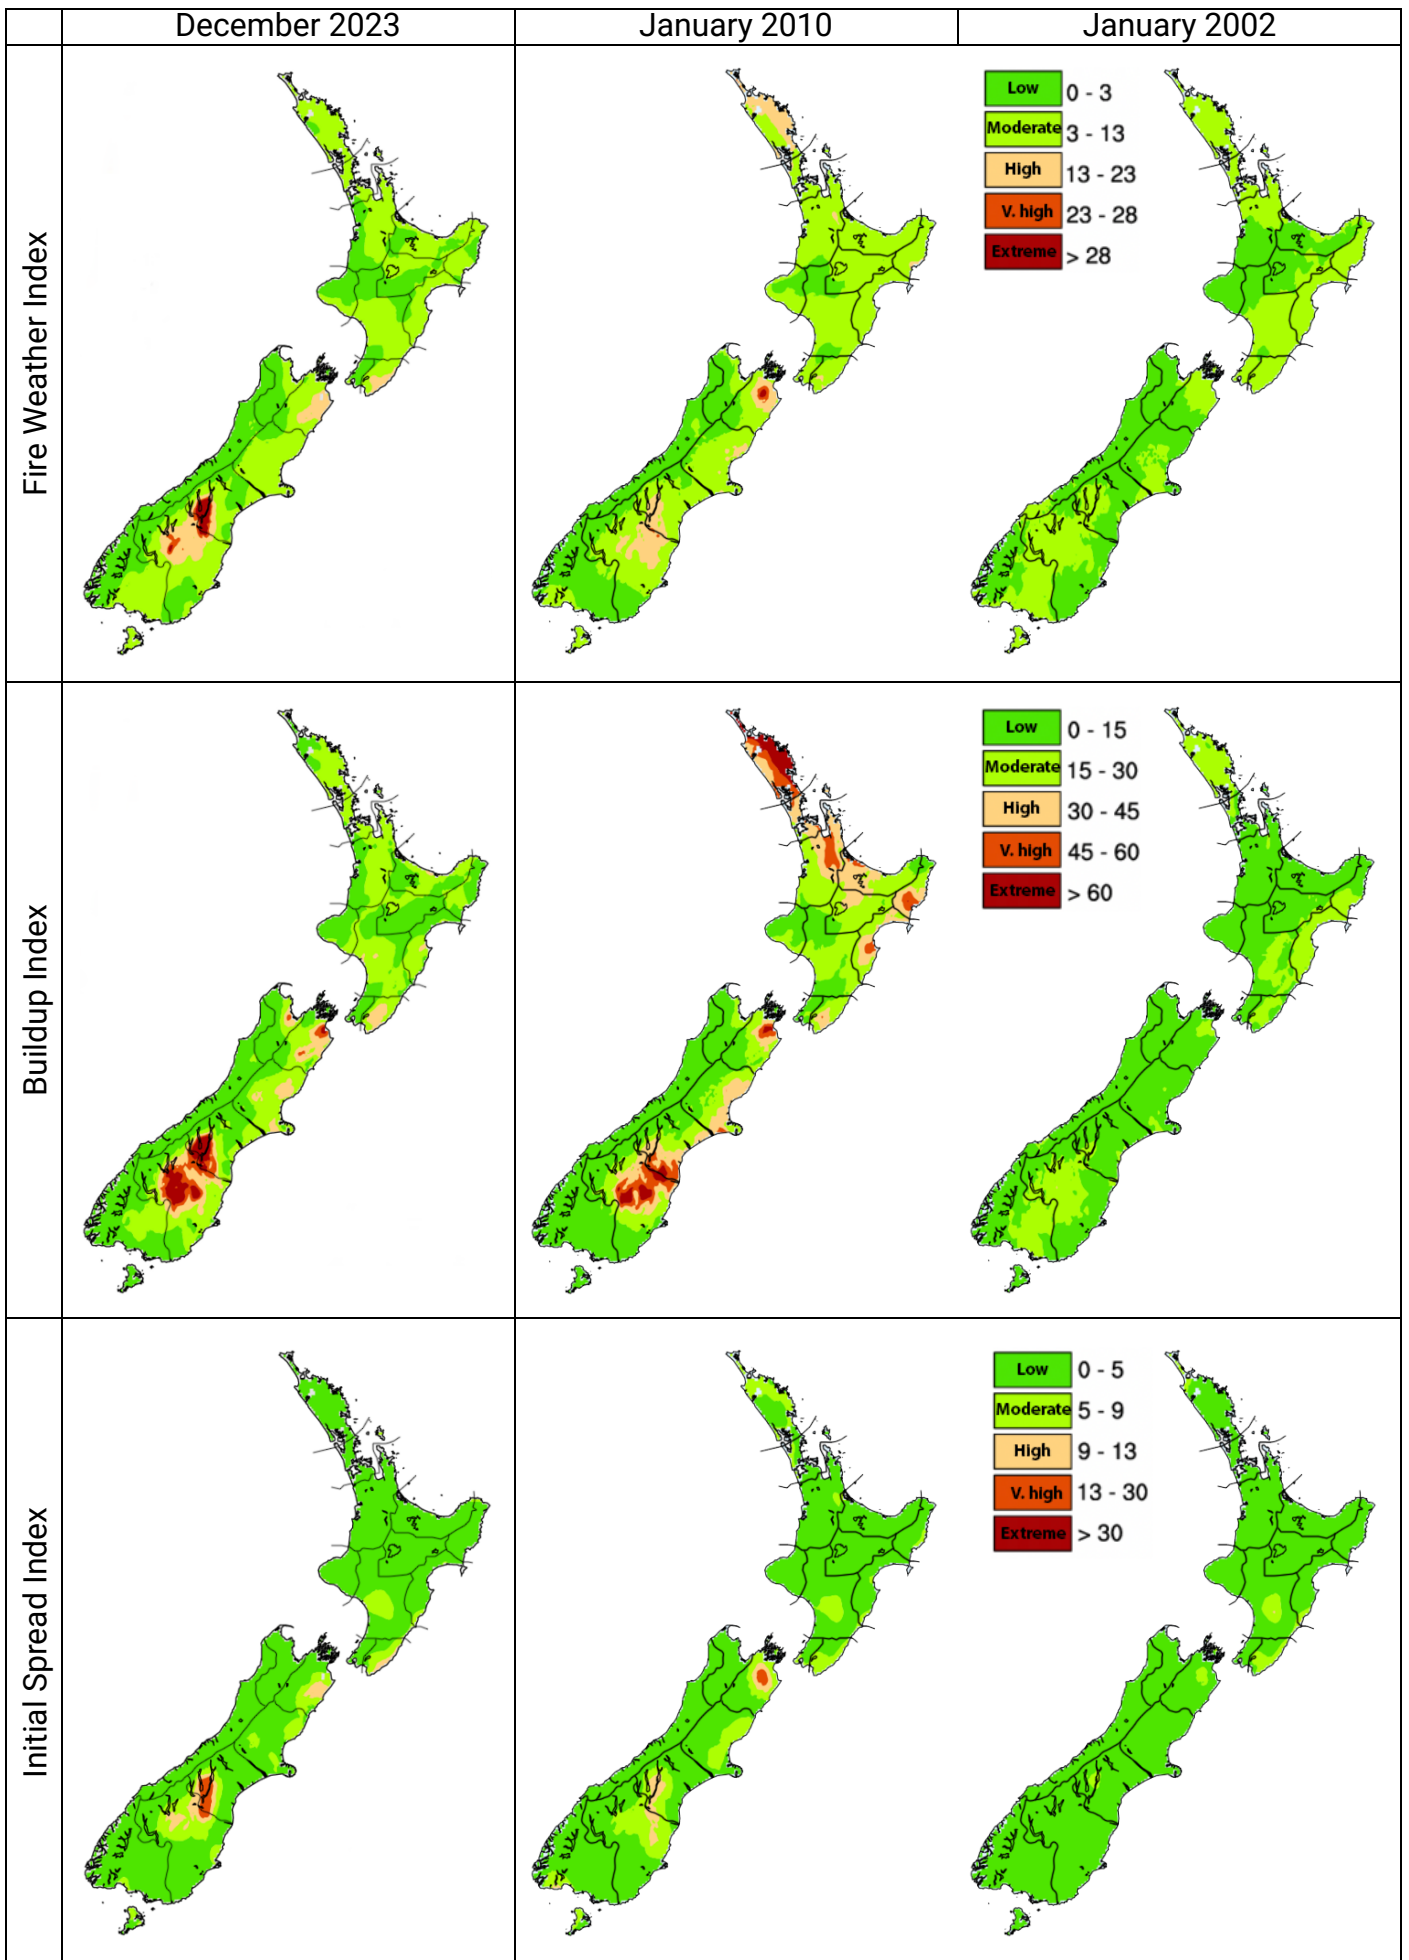 December 2023
January 2010
January 2002
Fire Weather Index
Low 0 - 3
Moderate 3 - 13
High 13 - 23
V. high 23 - 28
Extreme > 28
Buildup Index
Low 0 - 15
Moderate 15 - 30
High 30 - 45
V. high 45 - 60
Extreme > 60
Initial Spread Index
Low 0 - 5
Moderate 5 - 9
High 9 - 13
V. high 13 - 30
Extreme > 30